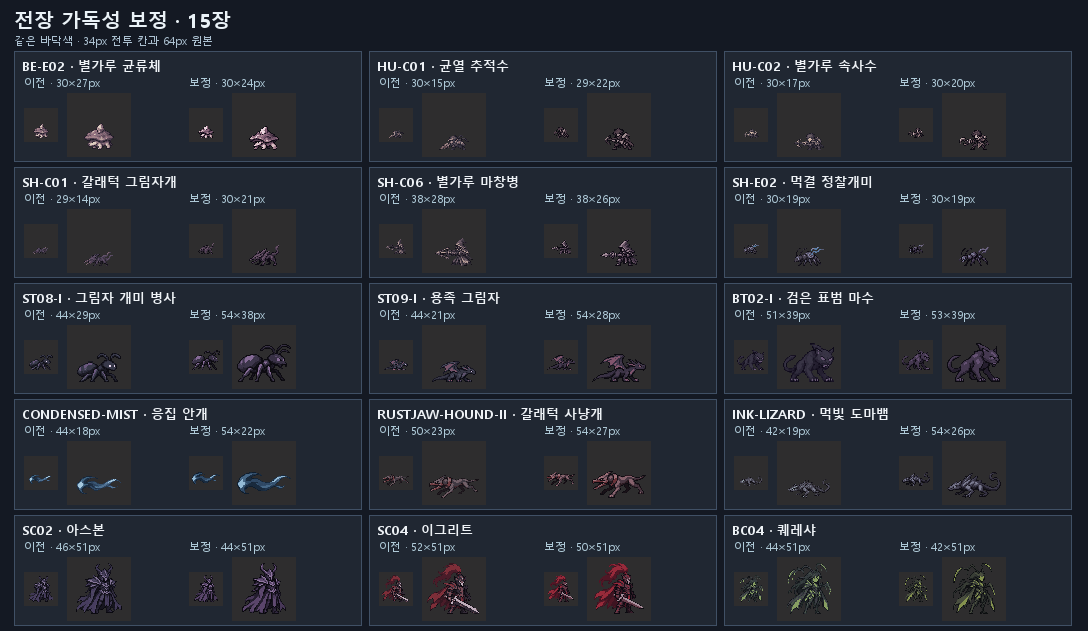 전장 가독성 보정 · 15장
같은 바닥색 · 34px 전투 칸과 64px 원본
BE-E02 · 별가루 균류체
이전 · 30×27px 보정 · 30×24px
HU-C01 · 균열 추적수
이전 · 30×15px 보정 · 29×22px
HU-C02 · 별가루 속사수
이전 · 30×17px 보정 · 30×20px
SH-C01 · 갈래턱 그림자개
이전 · 29×14px 보정 · 30×21px
SH-C06 · 별가루 마창병
이전 · 38×28px 보정 · 38×26px
SH-E02 · 먹결 정찰개미
이전 · 30×19px 보정 · 30×19px
ST08-I · 그림자 개미 병사
이전 · 44×29px 보정 · 54×38px
ST09-I · 용족 그림자
이전 · 44×21px 보정 · 54×28px
BT02-I · 검은 표범 마수
이전 · 51×39px 보정 · 53×39px
CONDENSED-MIST · 응집 안개
이전 · 44×18px 보정 · 54×22px
RUSTJAW-HOUND-II · 갈래턱 사냥개
이전 · 50×23px 보정 · 54×27px
INK-LIZARD · 먹빛 도마뱀
이전 · 42×19px 보정 · 54×26px
SC02 · 아스본
이전 · 46×51px 보정 · 44×51px
SC04 · 이그리트
이전 · 52×51px 보정 · 50×51px
BC04 · 퀘레샤
이전 · 44×51px 보정 · 42×51px